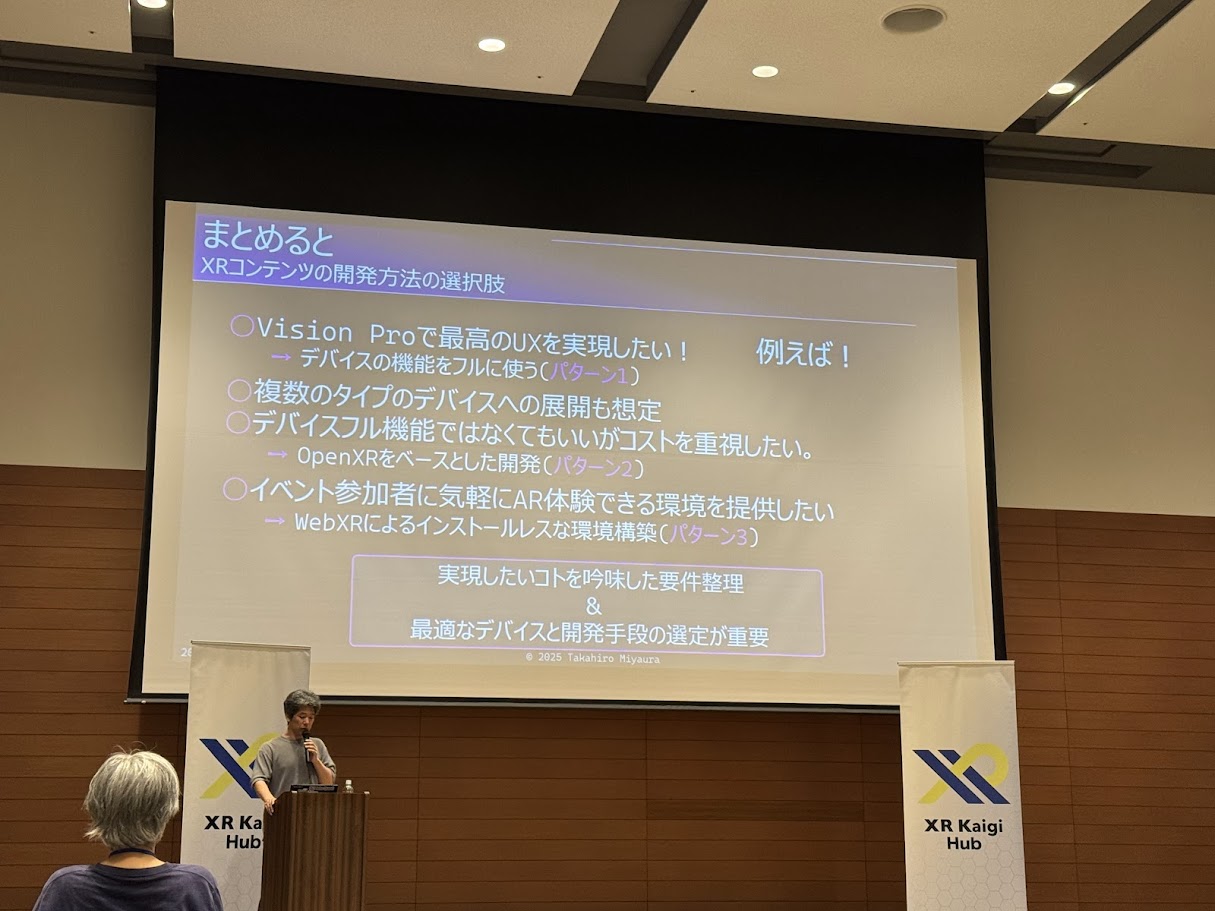 まとめると
XRコンテンツの開発方法の選択肢
○Vision Proで最高のUXを実現したい！ 例えば！
→ デバイスの機能をフルに使う(パターン1)
○複数のタイプのデバイスへの展開も想定
○デバイスフル機能ではなくてもいいがコストを重視したい。
→ OpenXRをベースとした開発(パターン2)
○イベント参加者に気軽にAR体験できる環境を提供したい
→ WebXRによるインストールレスな環境構築(パターン3)
実現したいコトを吟味した要件整理
&
最適なデバイスと開発手段の選定が重要
© 2025 Takahiro Miyaura
XR Ka
Hub
XR Kaigi
Hub